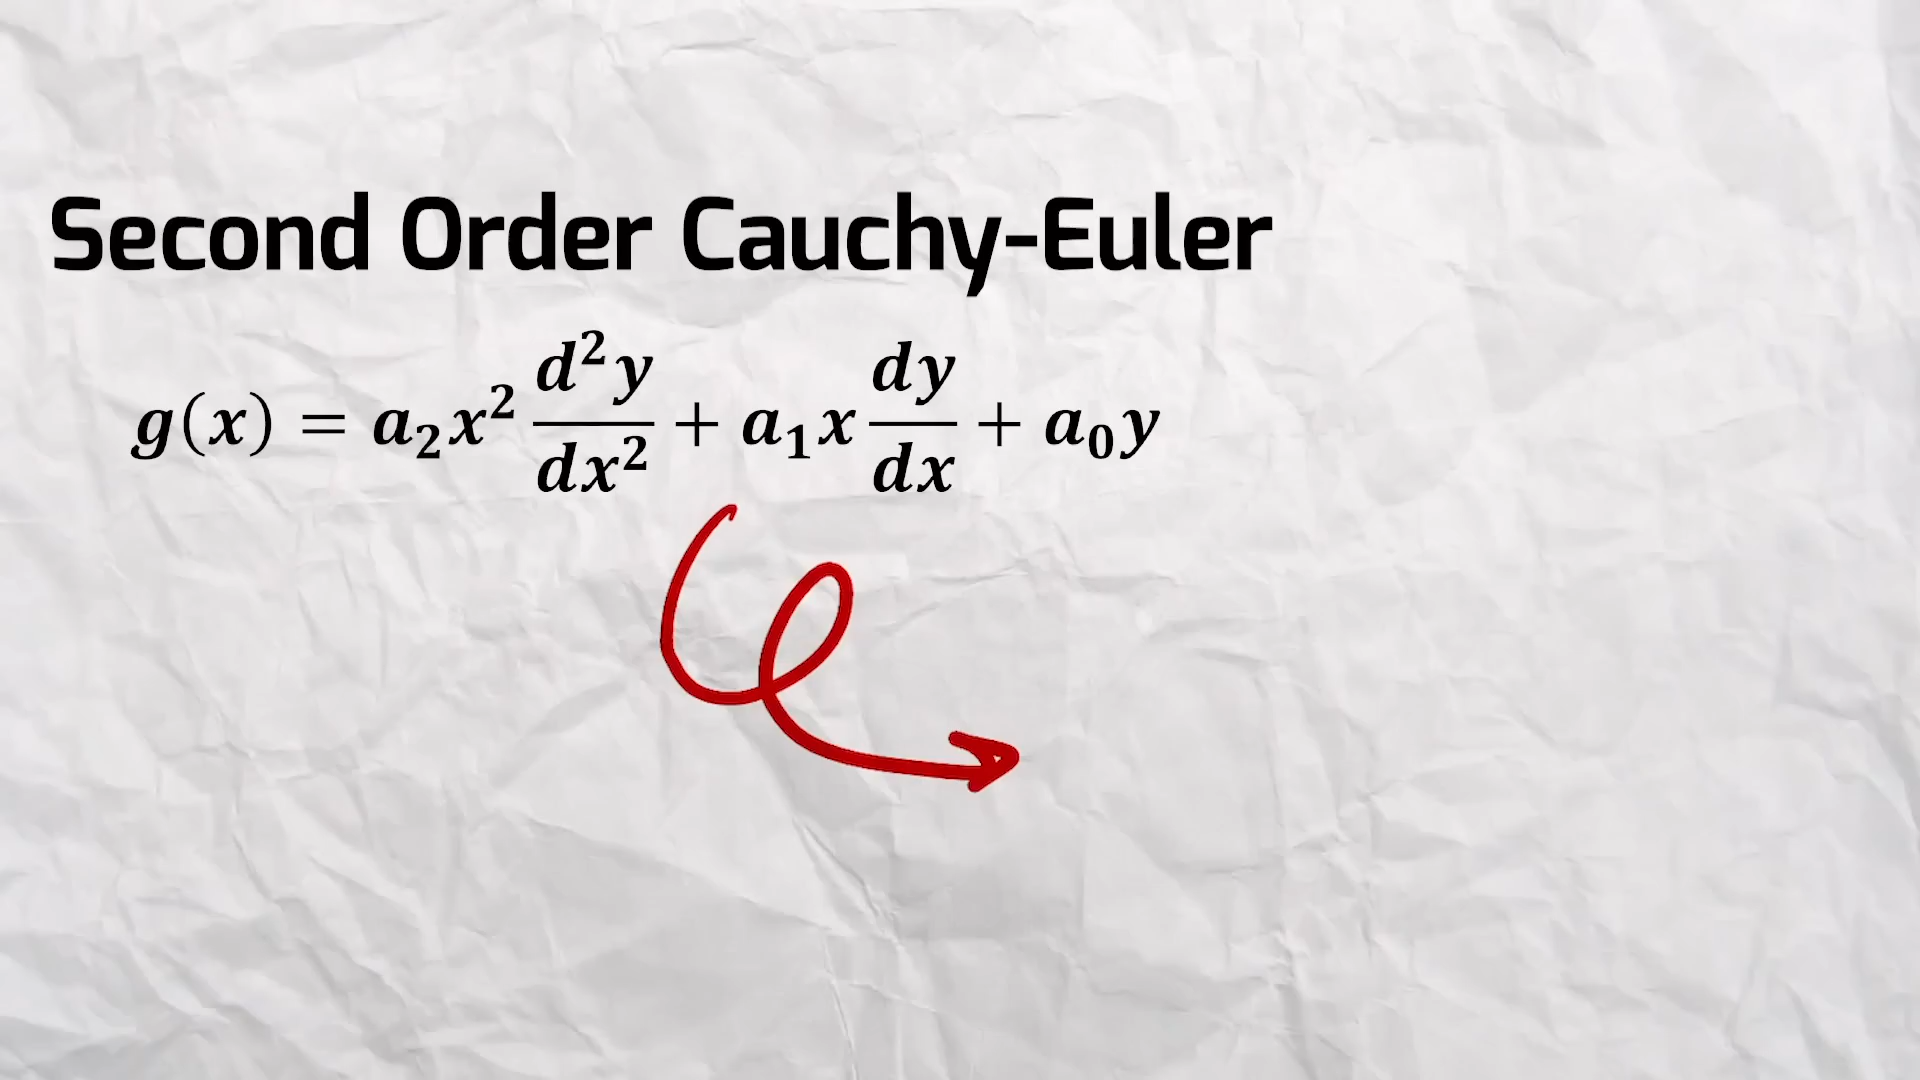 Second Order Cauchy-Euler
g(x) = a₂x² d²y/dx² + a₁x dy/dx + a₀y